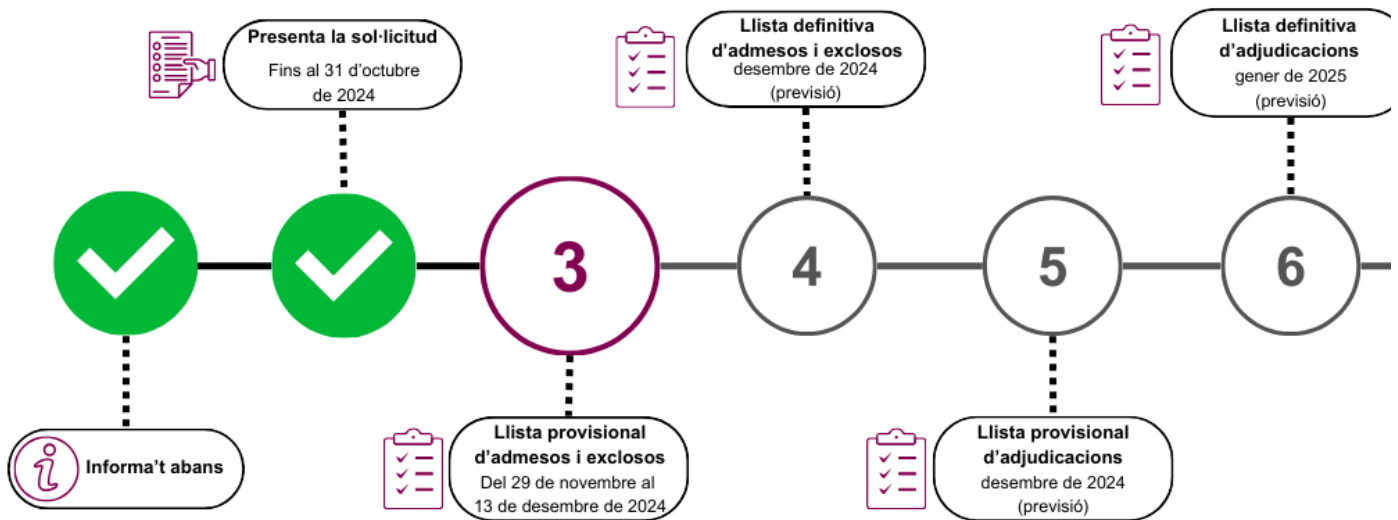 Presenta la sol·licitud
Fins al 31 d'octubre
de 2024
Llista definitiva
d'admesos i exclosos
desembre de 2024
(previsió)
Llista definitiva
d'adjudicacions
gener de 2025
(previsió)
3
4
5
6
i
Informa't abans
Llista provisional
d'admesos i exclosos
Del 29 de novembre al
13 de desembre de 2024
Llista provisional
d'adjudicacions
desembre de 2024
(previsió)